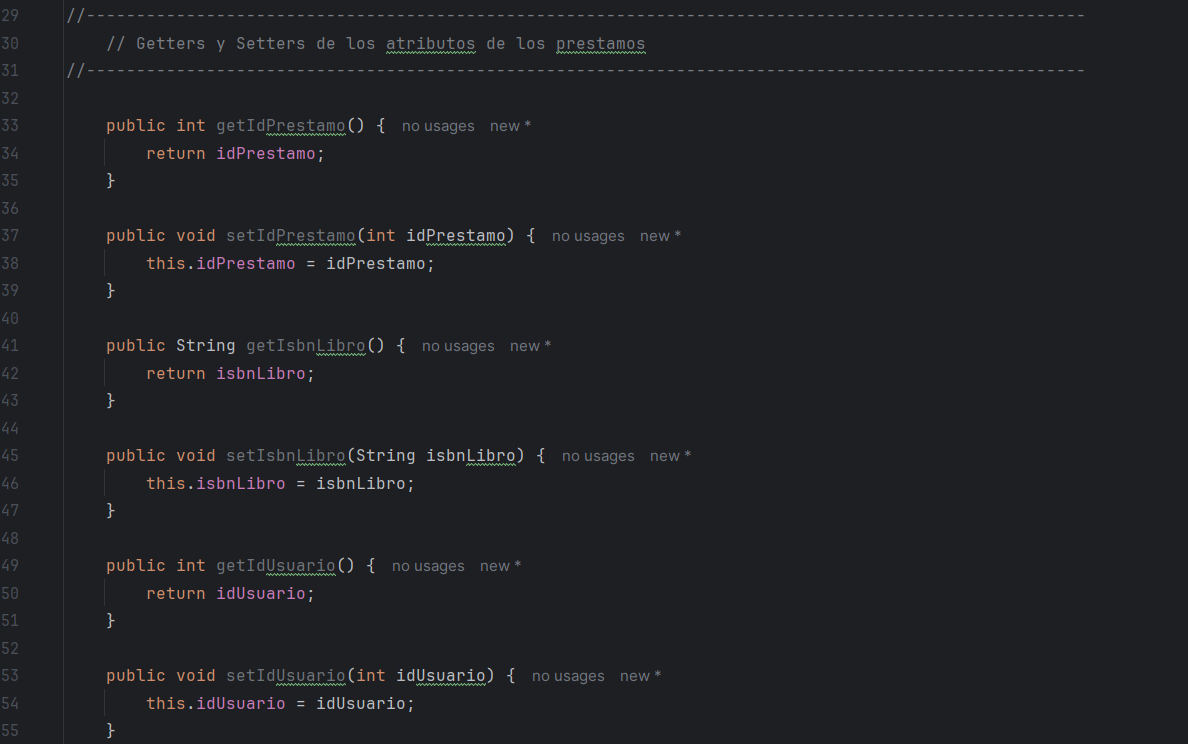 29 //----------------------------------------------------------------------------------------------------
30 // Getters y Setters de los atributos de los prestamos
31 //----------------------------------------------------------------------------------------------------
32
33 public int getIdPrestamo() { no usages new *
34 return idPrestamo;
35 }
36
37 public void setIdPrestamo(int idPrestamo) { no usages new *
38 this.idPrestamo = idPrestamo;
39 }
40
41 public String getIsbnLibro() { no usages new *
42 return isbnLibro;
43 }
44
45 public void setIsbnLibro(String isbnLibro) { no usages new *
46 this.isbnLibro = isbnLibro;
47 }
48
49 public int getIdUsuario() { no usages new *
50 return idUsuario;
51 }
52
53 public void setIdUsuario(int idUsuario) { no usages new *
54 this.idUsuario = idUsuario;
55 }